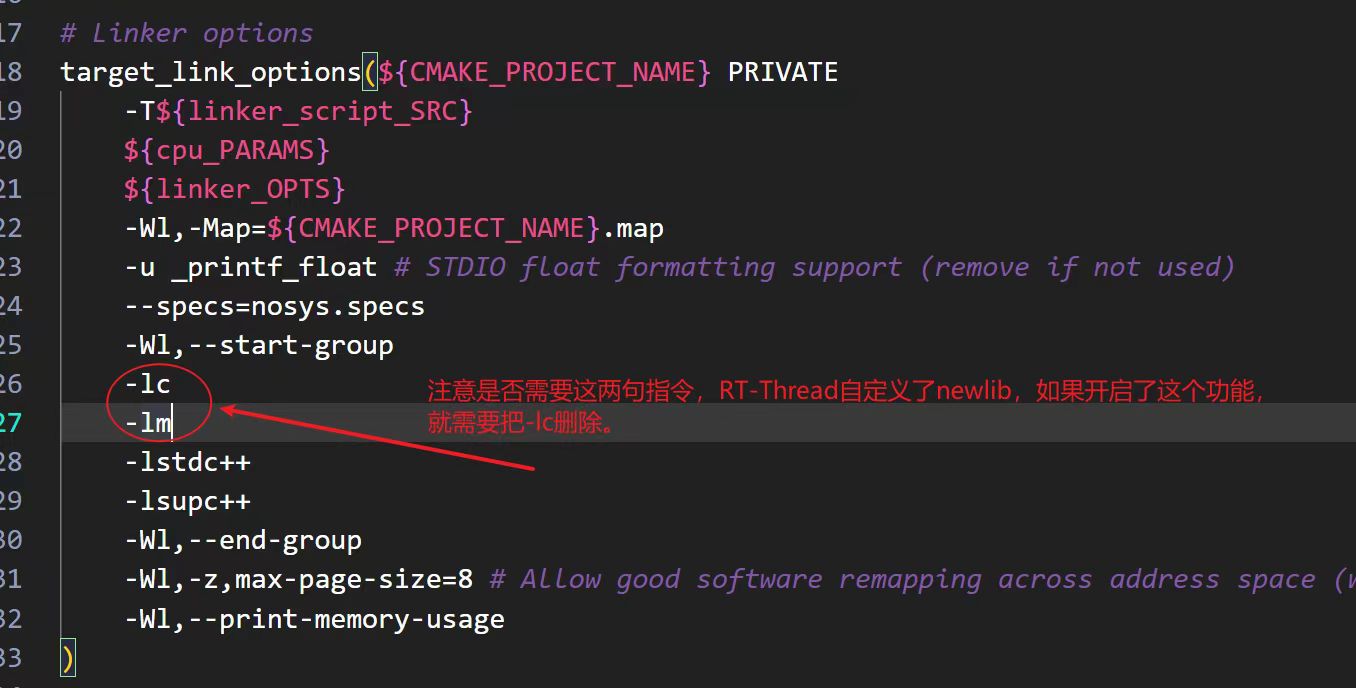 17 # Linker options
18 target_link_options(${CMAKE_PROJECT_NAME} PRIVATE
19 -T${linker_script_SRC}
20 ${cpu_PARAMS}
21 ${linker_OPTS}
22 -Wl,-Map=${CMAKE_PROJECT_NAME}.map
23 -u _printf_float # STDIO float formatting support (remove if not used)
24 --specs=nosys.specs
25 -Wl,--start-group
26 -lc
注意是否需要这两句指令，RT-Thread自定义了newlib，如果开启了这个功能，
27 -lm
就需要把-lc删除。
28 -lstdc++
29 -lsupc++
30 -Wl,--end-group
31 -Wl,-z,max-page-size=8 # Allow good software remapping across address space (
32 -Wl,--print-memory-usage
33 )